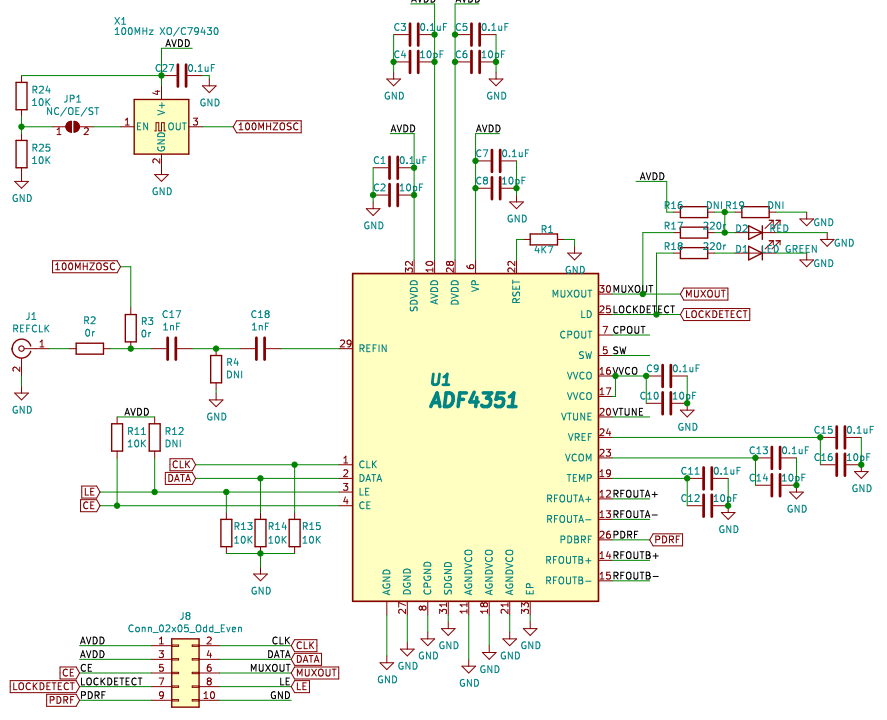 X1
100MHz XO/C79430
AVDD
C27 0.1uF
GND
R24
10K
JP1
NC/OE/ST
1 2
R25
10K
GND
4
V+
1 EN OUT 3
GND
2
GND
100MHZOSC
AVDD AVDD
C3 0.1uF
C4 10pF
GND
C5 0.1uF
C6 10pF
GND
AVDD
C1 0.1uF
C2 10pF
GND
AVDD
C7 0.1uF
C8 10pF
GND
R1
4K7
GND
AVDD
R16 DNI R19 DNI
GND
R17 220r D2 RED
GND
R18 220r D1 LD GREEN
GND
100MHZOSC
J1
REFCLK
1
2
GND
R2
0r
R3
0r
C17
1nF
C18
1nF
R4
DNI
GND
AVDD
R11
10K
R12
DNI
CLK
DATA
LE
CE
R13
10K
R14
10K
R15
10K
GND
U1
ADF4351
32 10 28 6 22
SDVDD AVDD DVDD VP RSET
29 REFIN
1 CLK
2 DATA
3 LE
4 CE
MUXOUT 30 MUXOUT MUXOUT
LD 25 LOCKDETECT LOCKDETECT
CPOUT 7 CPOUT
SW 5 SW
VVCO 16 VVCO
VVCO 17
VTUNE 20 VTUNE
VREF 24
VCOM 23
TEMP 19
RFOUTA+ 12 RFOUTA+
RFOUTA- 13 RFOUTA-
PDBRF 26 PDRF PDRF
RFOUTB+ 14 RFOUTB+
RFOUTB- 15 RFOUTB-
C9 0.1uF
C10 10pF
GND
C15 0.1uF
C16 10pF
GND
C13 0.1uF
C14 10pF
GND
C11 0.1uF
C12 10pF
GND
AGND DGND CPGND SDGND AGNDVCO AGNDVCO AGNDVCO EP
27 8 31 11 18 21 33
GND GND GND GND GND GND GND GND
J8
Conn_02x05_Odd_Even
AVDD 1 2 CLK CLK
AVDD 3 4 DATA DATA
CE CE 5 6 MUXOUT MUXOUT
LOCKDETECT LOCKDETECT 7 8 LE LE
PDRF PDRF 9 10 GND